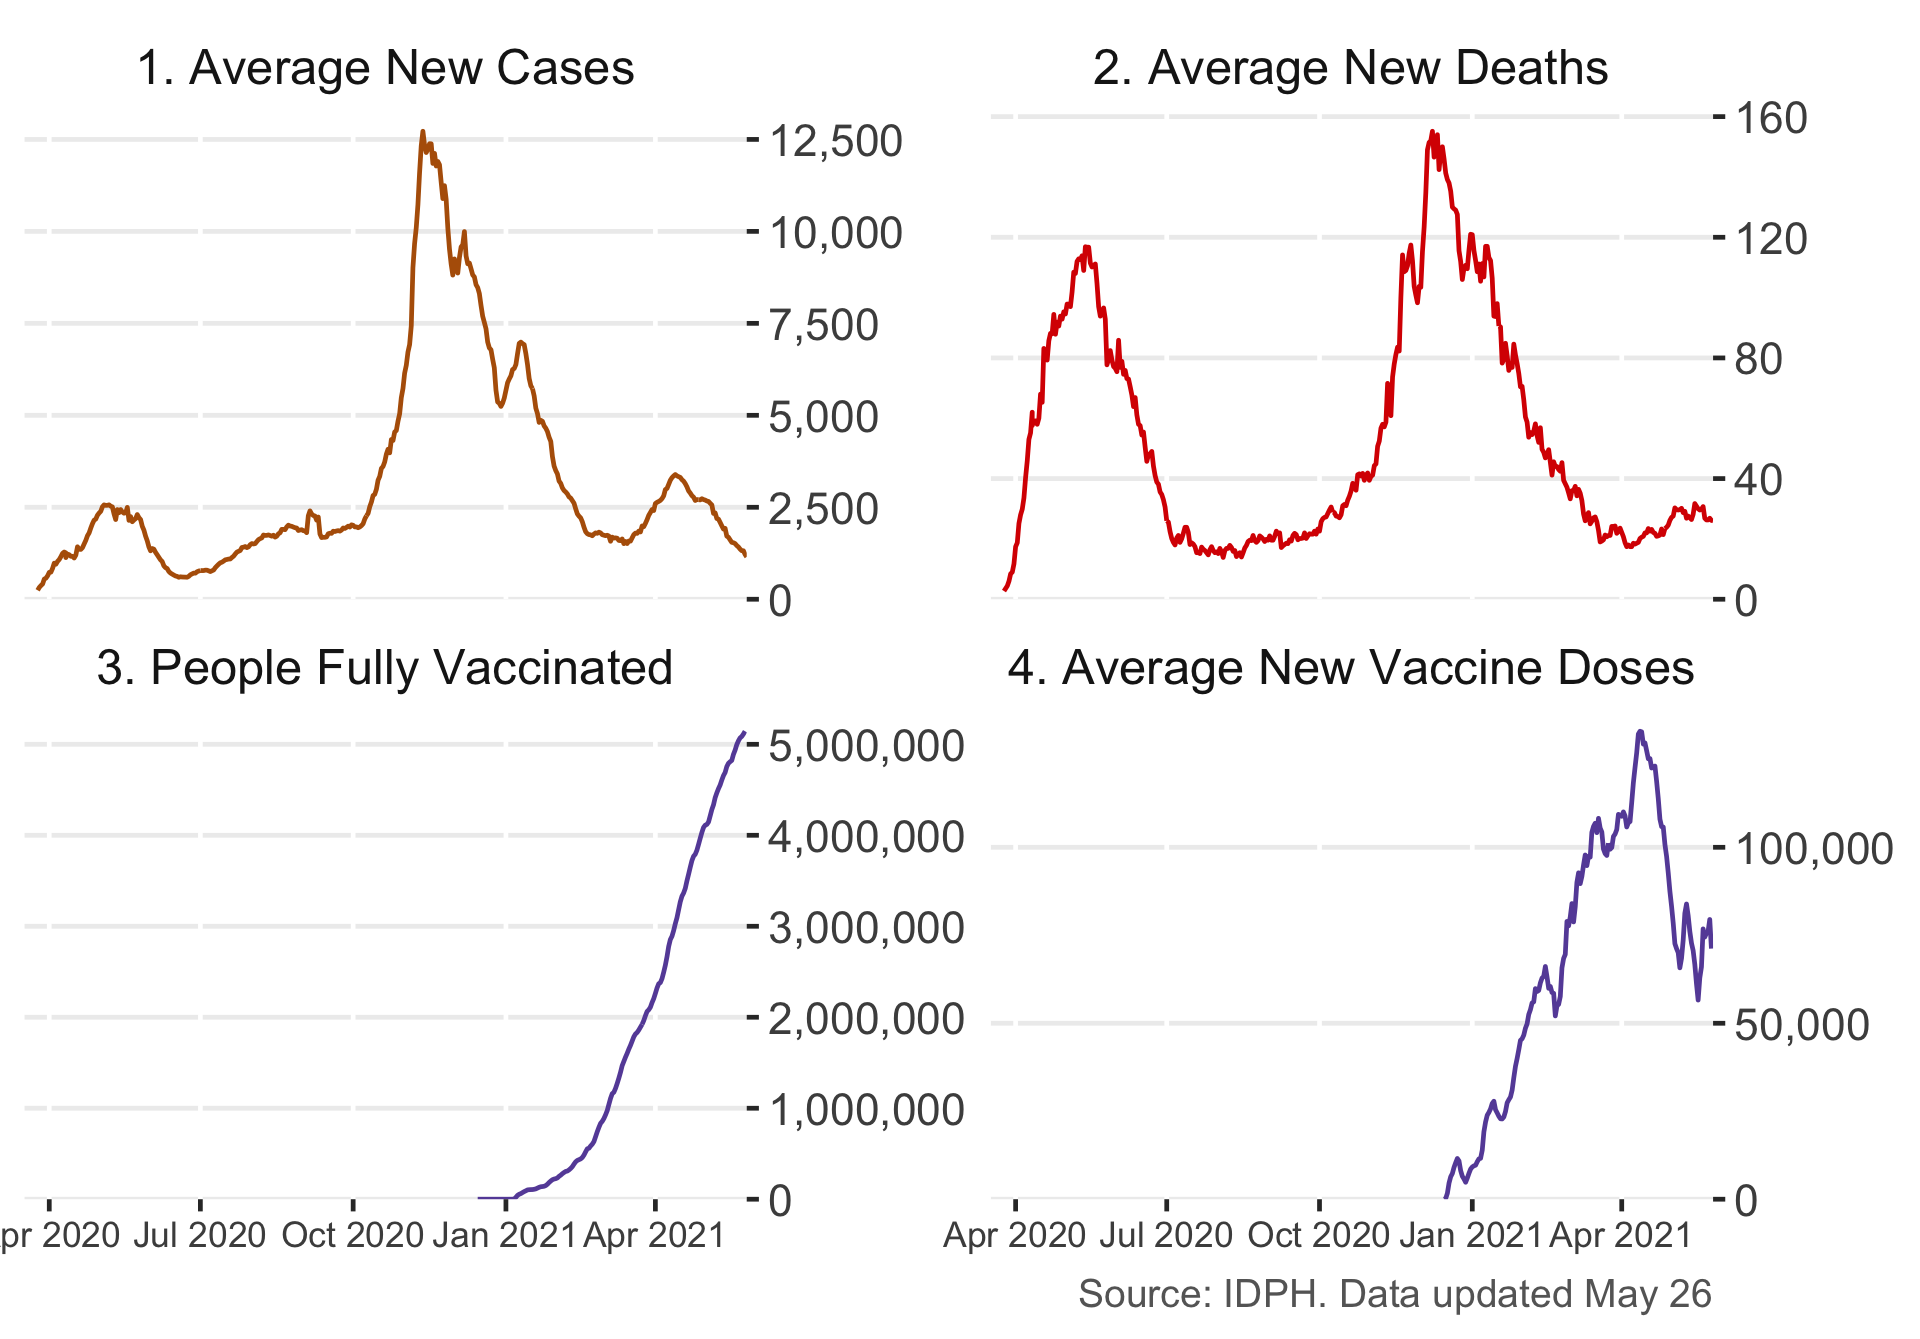 1. Average New Cases
12,500
10,000
7,500
5,000
2,500
0
2. Average New Deaths
160
120
80
40
0
3. People Fully Vaccinated
5,000,000
4,000,000
3,000,000
2,000,000
1,000,000
0
pr 2020 Jul 2020 Oct 2020 Jan 2021 Apr 2021
4. Average New Vaccine Doses
100,000
50,000
0
Apr 2020 Jul 2020 Oct 2020 Jan 2021 Apr 2021
Source: IDPH. Data updated May 26